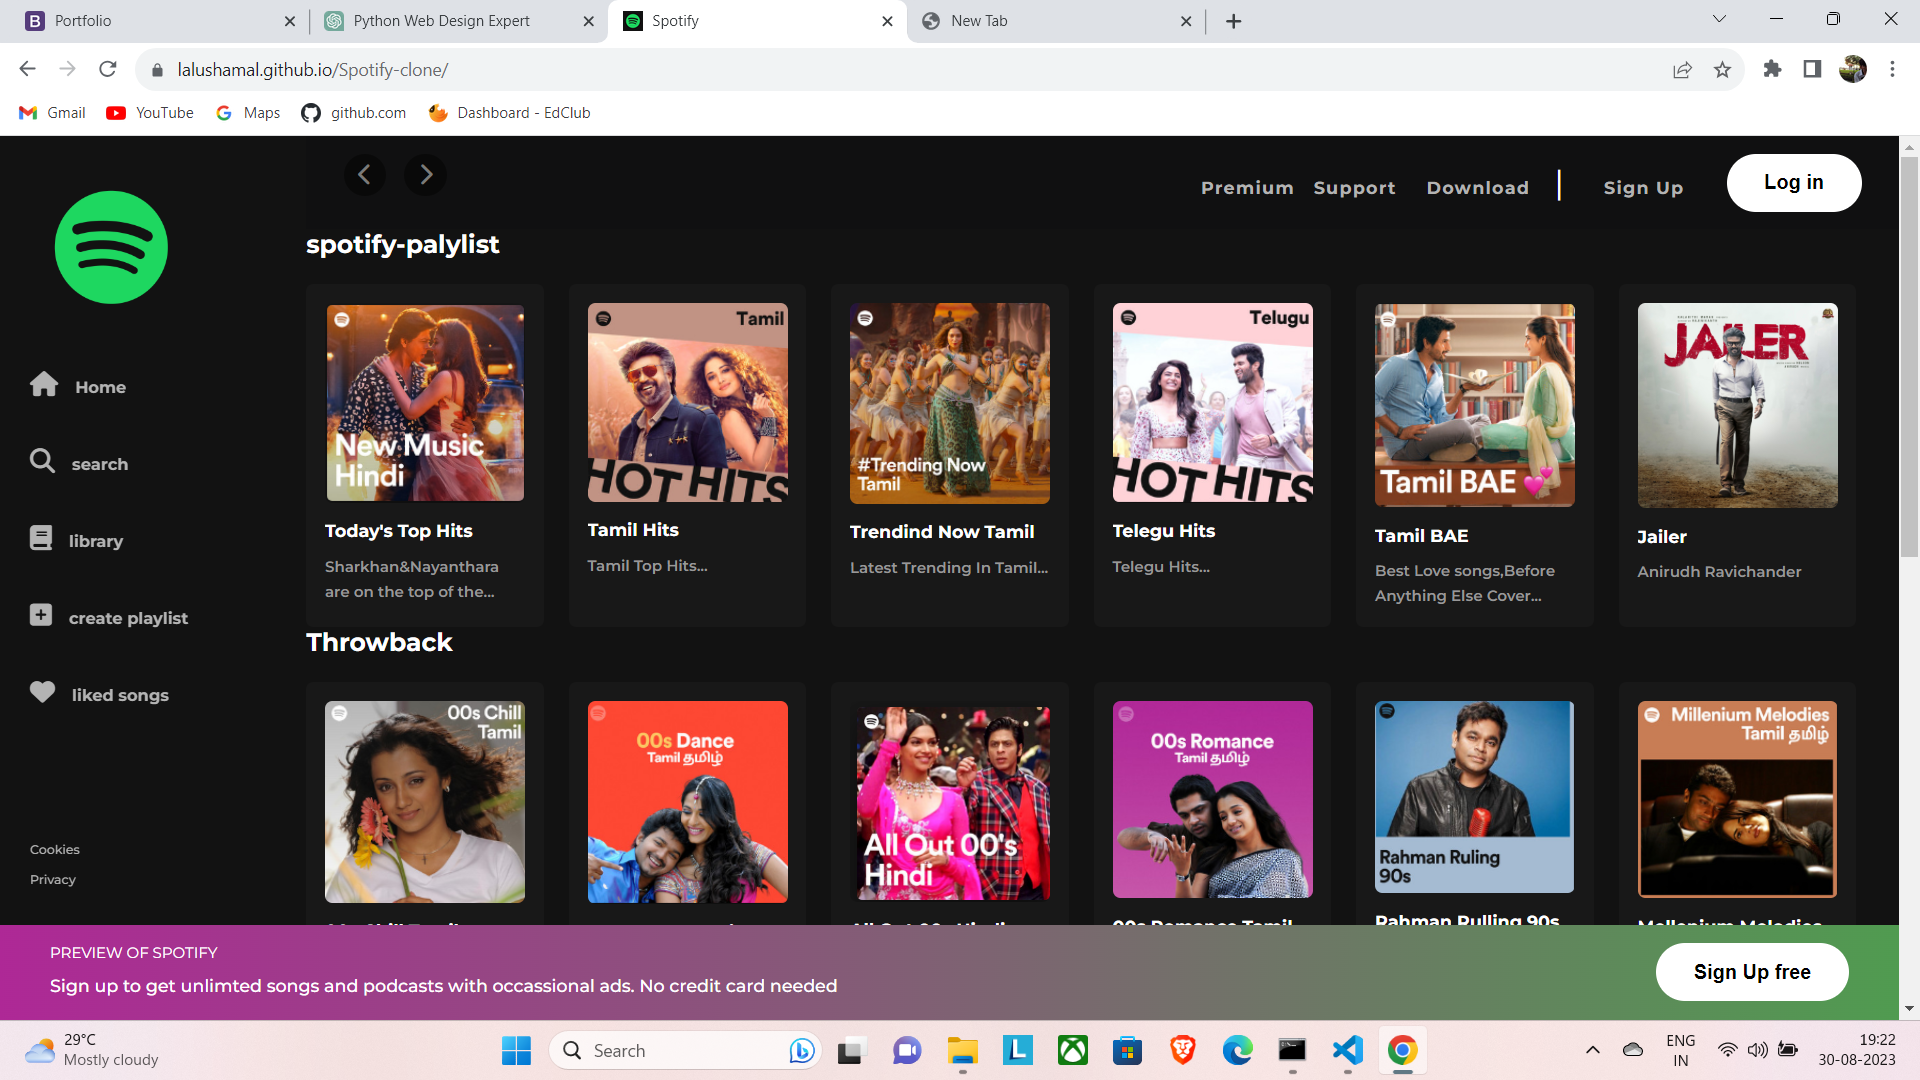 Portfolio
Python Web Design Expert
Spotify
New Tab
lalushamal.github.io/Spotify-clone/
Gmail
YouTube
Maps
github.com
Dashboard - EdClub
Premium
Support
Download
Sign Up
Log in
Home
search
library
create playlist
liked songs
Cookies
Privacy
spotify-palylist
New Music
Hindi
Tamil
HOT HITS
#Trending Now
Tamil
Telugu
HOT HITS
Tamil BAE
JAILER
Today's Top Hits
Tamil Hits
Trendind Now Tamil
Telegu Hits
Tamil BAE
Jailer
Sharkhan&Nayanthara
are on the top of the...
Tamil Top Hits...
Latest Trending In Tamil...
Telegu Hits...
Best Love songs,Before
Anything Else Cover...
Anirudh Ravichander
Throwback
00s Chill
Tamil
00s Dance
Tamil தமிழ்
All Out 00's
Hindi
00s Romance
Tamil தமிழ்
Rahman Ruling
90s
Millenium Melodies
Tamil தமிழ்
00s Romance Tamil
Rahman Rulling 90s
Mellenium Melodies
PREVIEW OF SPOTIFY
Sign up to get unlimted songs and podcasts with occassional ads. No credit card needed
Sign Up free
29°C
Mostly cloudy
Search
ENG
IN
19:22
30-08-2023